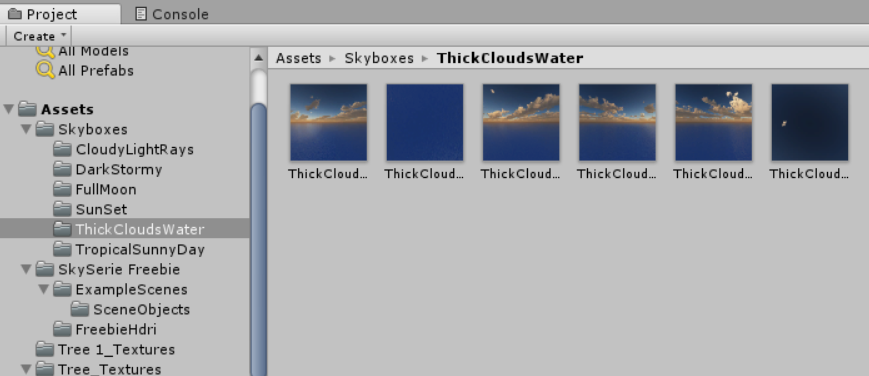 Project
Console
Create
All Models
All Prefabs
Assets
Skyboxes
CloudyLightRays
DarkStormy
FullMoon
SunSet
ThickCloudsWater
TropicalSunnyDay
SkySerie Freebie
ExampleScenes
SceneObjects
FreebieHdri
Tree 1_Textures
Tree_Textures
Assets ▸ Skyboxes ▸ ThickCloudsWater
ThickCloud... ThickCloud... ThickCloud... ThickCloud... ThickCloud... ThickCloud...